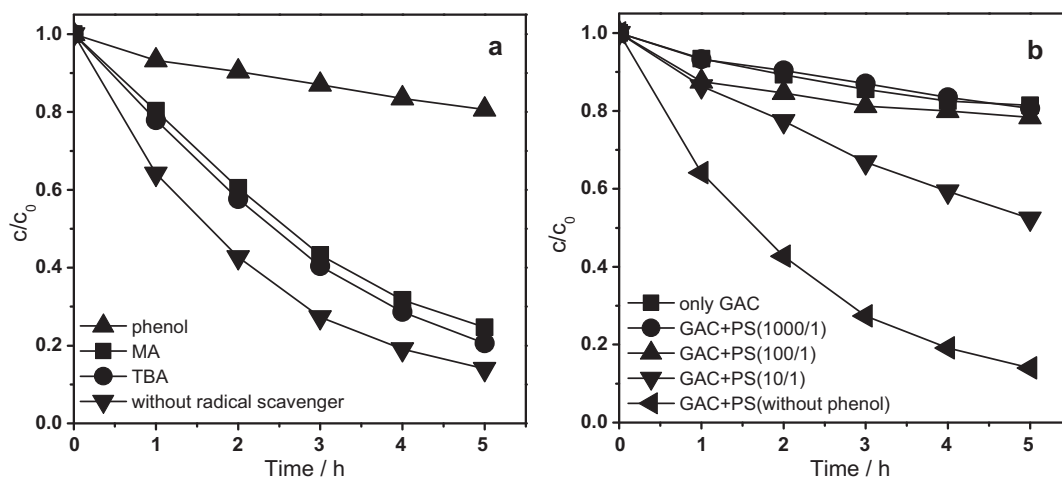 a
1.0
0.8
0.6
0.4
0.2
0.0
c/c0
phenol
MA
TBA
without radical scavenger
0 1 2 3 4 5
Time / h
b
1.0
0.8
0.6
0.4
0.2
0.0
c/c0
only GAC
GAC+PS(1000/1)
GAC+PS(100/1)
GAC+PS(10/1)
GAC+PS(without phenol)
0 1 2 3 4 5
Time / h